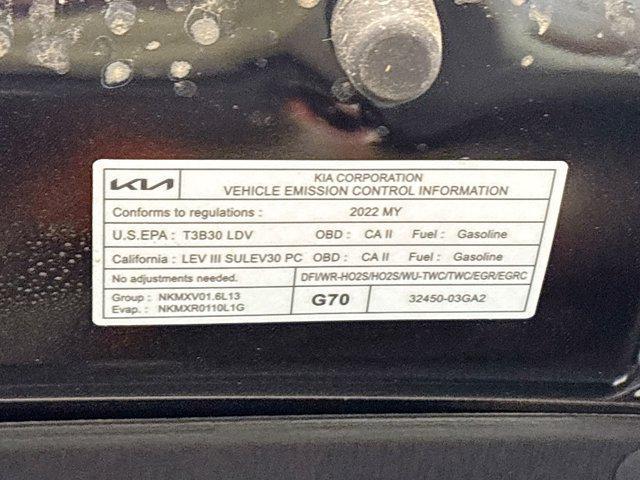 KIA KIA CORPORATION
VEHICLE EMISSION CONTROL INFORMATION
Conforms to regulations : 2022 MY
U.S.EPA : T3B30 LDV OBD : CA II Fuel : Gasoline
California : LEV III SULEV30 PC OBD : CA II Fuel : Gasoline
No adjustments needed. DFI/WR-HO2S/HO2S/WU-TWC/TWC/EGR/EGRC
Group : NKMXV01.6L13 G70 32450-03GA2
Evap. : NKMXR0110L1G